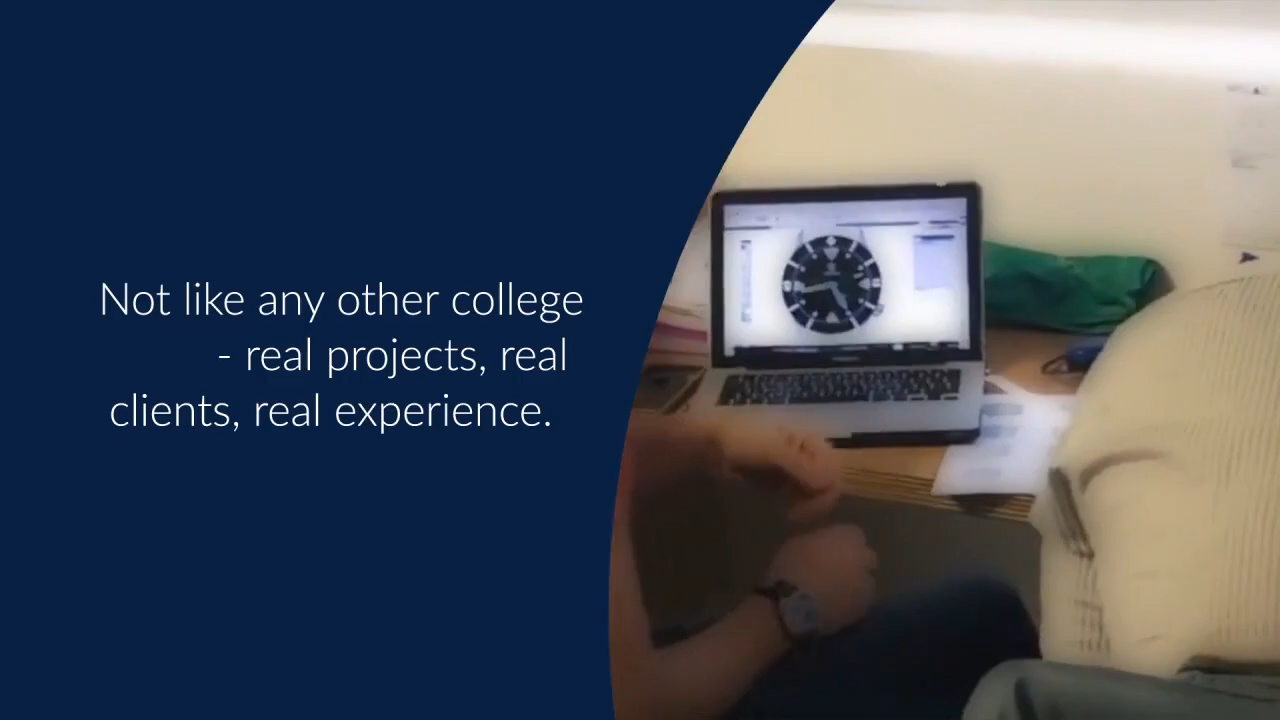 Not like any other college
- real projects, real
clients, real experience.